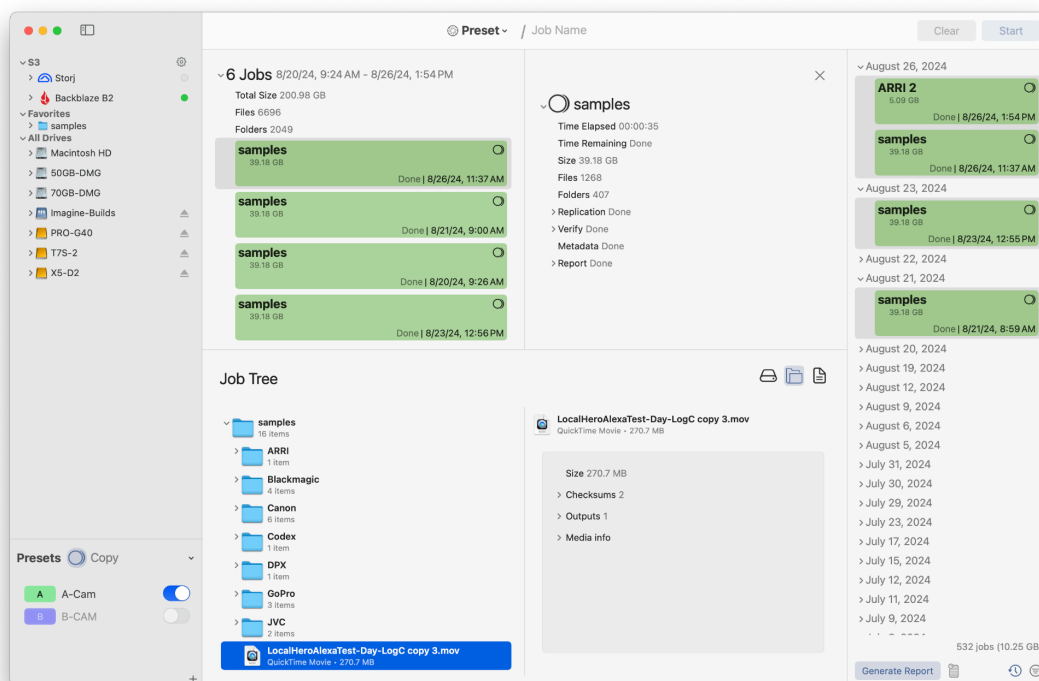 Preset
/ Job Name
Clear
Start
S3
Storj
Backblaze B2
Favorites
samples
All Drives
Macintosh HD
50GB-DMG
70GB-DMG
Imagine-Builds
PRO-G40
T7S-2
X5-D2
Presets Copy
A A-Cam
B B-CAM
+
6 Jobs 8/20/24, 9:24 AM - 8/26/24, 1:54 PM
Total Size 200.98 GB
Files 6696
Folders 2049
samples
39.18 GB
Done | 8/26/24, 11:37 AM
samples
39.18 GB
Done | 8/21/24, 9:00 AM
samples
39.18 GB
Done | 8/20/24, 9:26 AM
samples
39.18 GB
Done | 8/23/24, 12:56 PM
samples
Time Elapsed 00:00:35
Time Remaining Done
Size 39.18 GB
Files 1268
Folders 407
Replication Done
Verify Done
Metadata Done
Report Done
Job Tree
samples
16 items
ARRI
1 item
Blackmagic
4 items
Canon
6 items
Codex
1 item
DPX
1 item
GoPro
3 items
JVC
2 items
LocalHeroAlexaTest-Day-LogC copy 3.mov
QuickTime Movie • 270.7 MB
LocalHeroAlexaTest-Day-LogC copy 3.mov
QuickTime Movie • 270.7 MB
Size 270.7 MB
Checksums 2
Outputs 1
Media info
August 26, 2024
ARRI 2
5.09 GB
Done | 8/26/24, 1:54 PM
samples
39.18 GB
Done | 8/26/24, 11:37 AM
August 23, 2024
samples
39.18 GB
Done | 8/23/24, 12:55 PM
August 22, 2024
August 21, 2024
samples
39.18 GB
Done | 8/21/24, 8:59 AM
August 20, 2024
August 19, 2024
August 12, 2024
August 9, 2024
August 6, 2024
August 5, 2024
July 31, 2024
July 30, 2024
July 29, 2024
July 23, 2024
July 17, 2024
July 15, 2024
July 12, 2024
July 11, 2024
July 9, 2024
532 jobs (10.25 GB
Generate Report